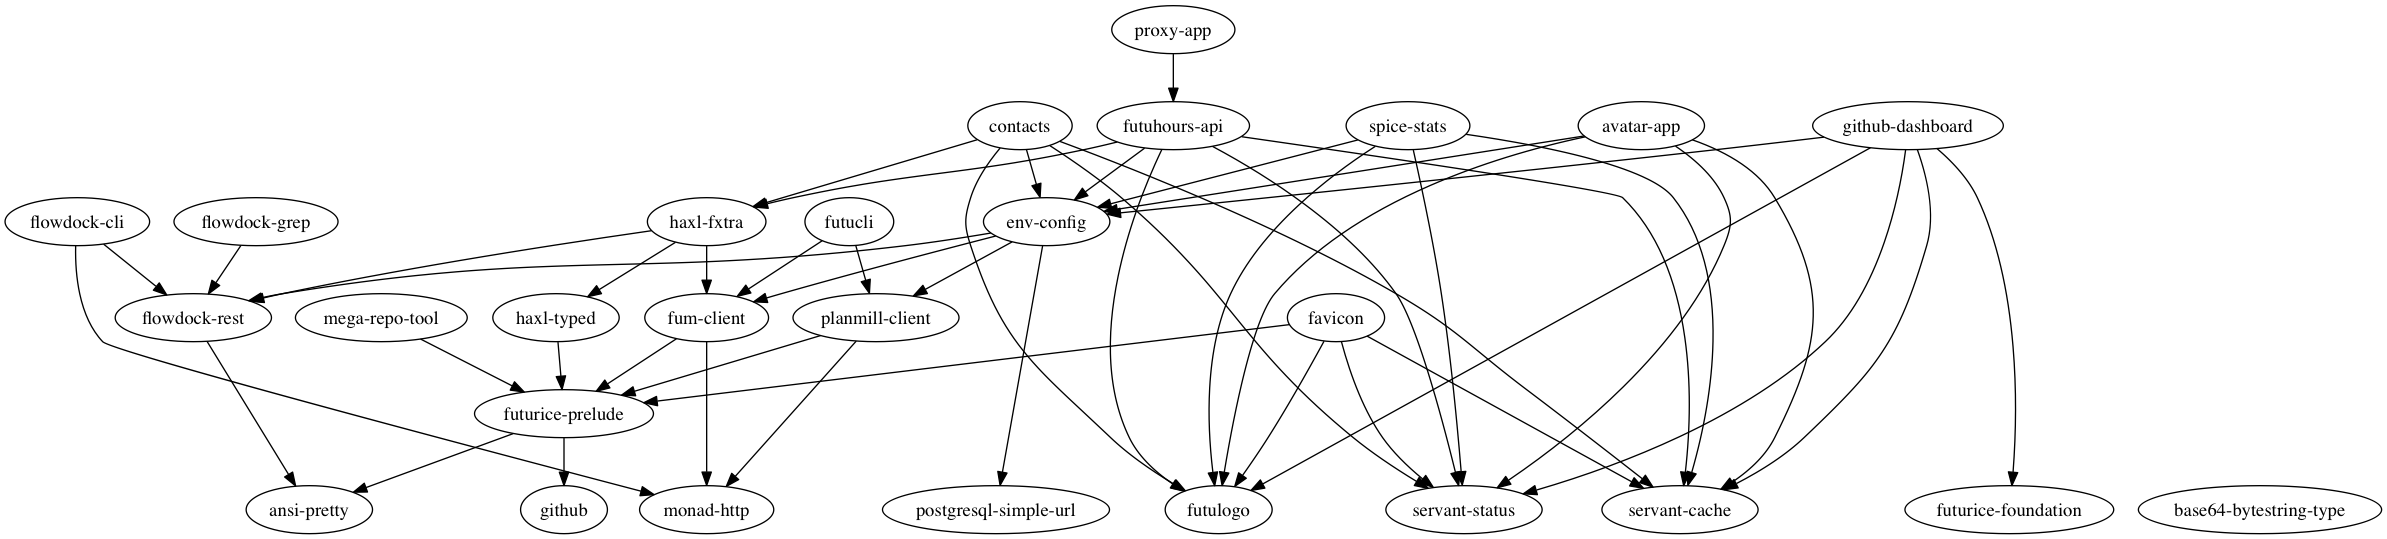 proxy-app
contacts
futuhours-api
spice-stats
avatar-app
github-dashboard
flowdock-cli
flowdock-grep
haxl-fxtra
futucli
env-config
flowdock-rest
mega-repo-tool
haxl-typed
fum-client
planmill-client
favicon
futurice-prelude
ansi-pretty
github
monad-http
postgresql-simple-url
futulogo
servant-status
servant-cache
futurice-foundation
base64-bytestring-type